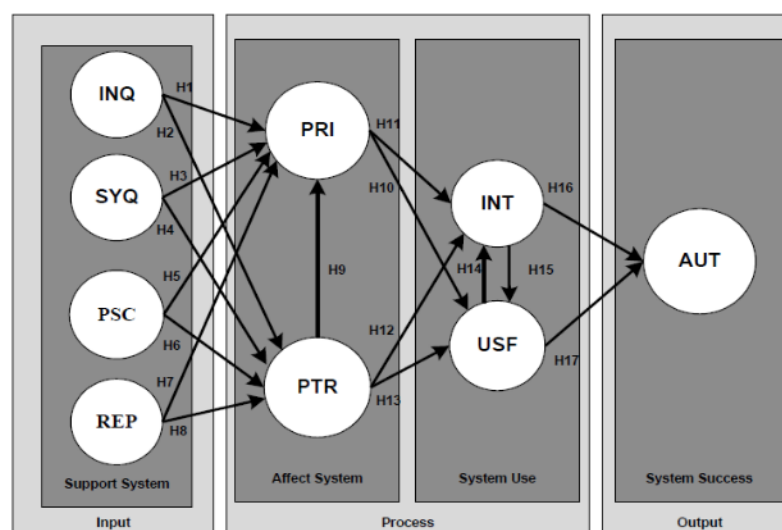 INQ
H1
H2
PRI
H11
H10
SYQ
H3
H4
INT
H16
AUT
H5
H9
H14
H15
PSC
H6
H12
USF
H17
H7
PTR
H13
REP
H8
Support System
Affect System
System Use
System Success
Input
Process
Output